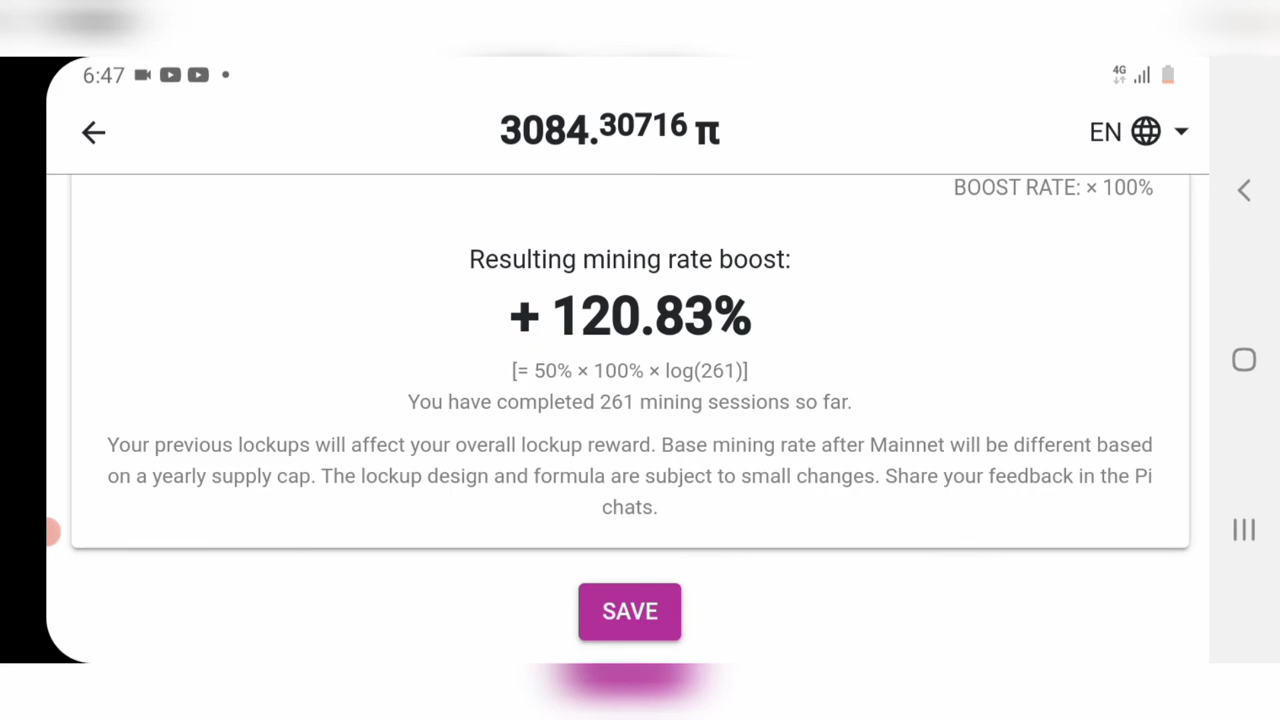 6:47
4G
3084.30716 π
EN
BOOST RATE: × 100%
Resulting mining rate boost:
+ 120.83%
[= 50% × 100% × log(261)]
You have completed 261 mining sessions so far.
Your previous lockups will affect your overall lockup reward. Base mining rate after Mainnet will be different based
on a yearly supply cap. The lockup design and formula are subject to small changes. Share your feedback in the Pi
chats.
SAVE